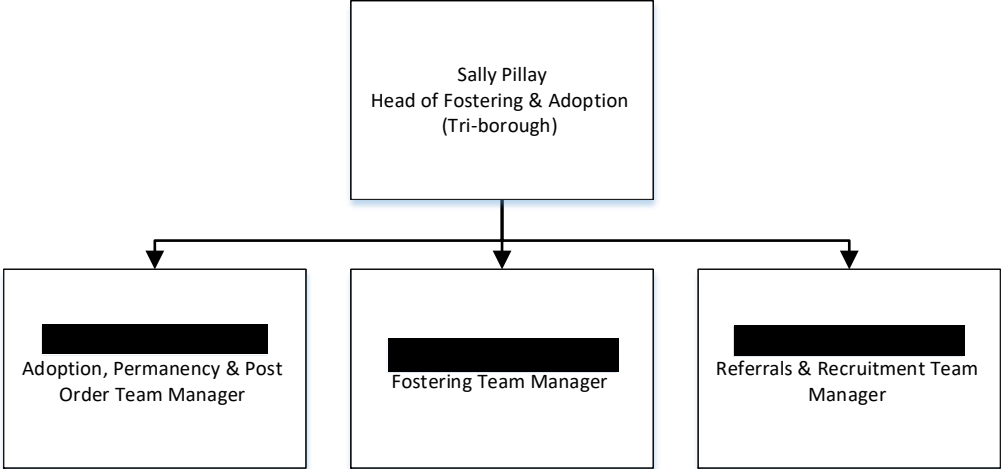 Sally Pillay
Head of Fostering & Adoption
(Tri-borough)
Adoption, Permanency & Post
Order Team Manager
Fostering Team Manager
Referrals & Recruitment Team
Manager